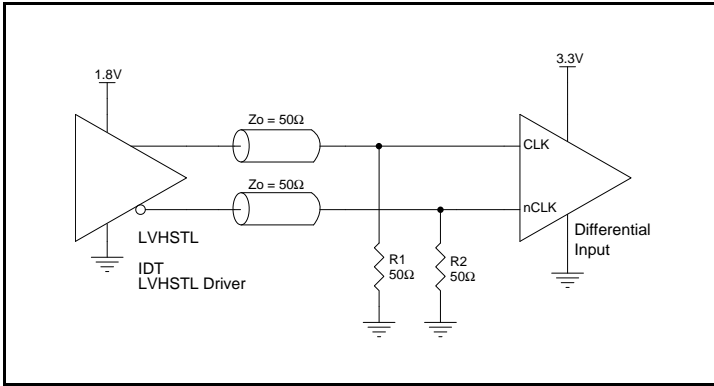 1.8V
3.3V
Zo = 50Ω
CLK
Zo = 50Ω
nCLK
LVHSTL
IDT
LVHSTL Driver
R1
50Ω
R2
50Ω
Differential
Input